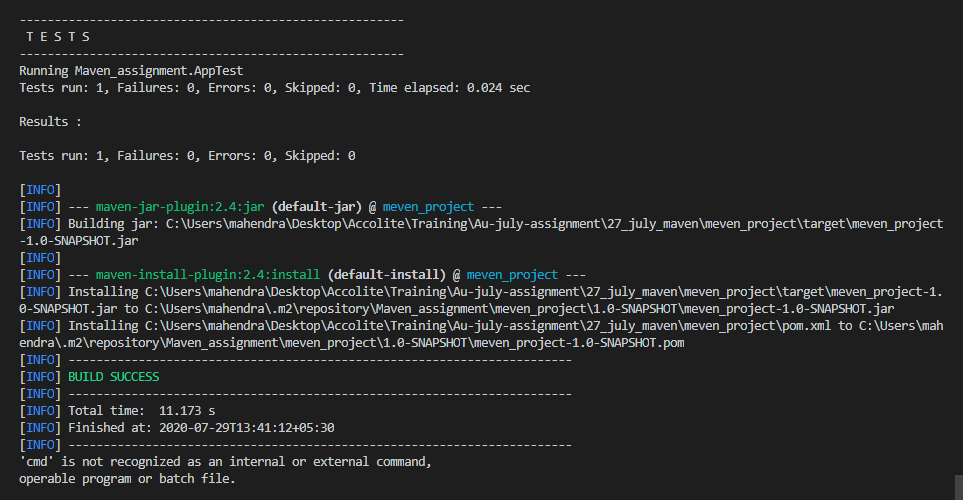 -------------------------------------------------------
 T E S T S
-------------------------------------------------------
Running Maven_assignment.AppTest
Tests run: 1, Failures: 0, Errors: 0, Skipped: 0, Time elapsed: 0.024 sec

Results :

Tests run: 1, Failures: 0, Errors: 0, Skipped: 0

[INFO]
[INFO] --- maven-jar-plugin:2.4:jar (default-jar) @ meven_project ---
[INFO] Building jar: C:\Users\mahendra\Desktop\Accolite\Training\Au-july-assignment\27_july_maven\meven_project\target\meven_project
-1.0-SNAPSHOT.jar
[INFO]
[INFO] --- maven-install-plugin:2.4:install (default-install) @ meven_project ---
[INFO] Installing C:\Users\mahendra\Desktop\Accolite\Training\Au-july-assignment\27_july_maven\meven_project\target\meven_project-1.
0-SNAPSHOT.jar to C:\Users\mahendra\.m2\repository\Maven_assignment\meven_project\1.0-SNAPSHOT\meven_project-1.0-SNAPSHOT.jar
[INFO] Installing C:\Users\mahendra\Desktop\Accolite\Training\Au-july-assignment\27_july_maven\meven_project\pom.xml to C:\Users\mah
endra\.m2\repository\Maven_assignment\meven_project\1.0-SNAPSHOT\meven_project-1.0-SNAPSHOT.pom
[INFO] ------------------------------------------------------------------------
[INFO] BUILD SUCCESS
[INFO] ------------------------------------------------------------------------
[INFO] Total time:  11.173 s
[INFO] Finished at: 2020-07-29T13:41:12+05:30
[INFO] ------------------------------------------------------------------------
'cmd' is not recognized as an internal or external command,
operable program or batch file.